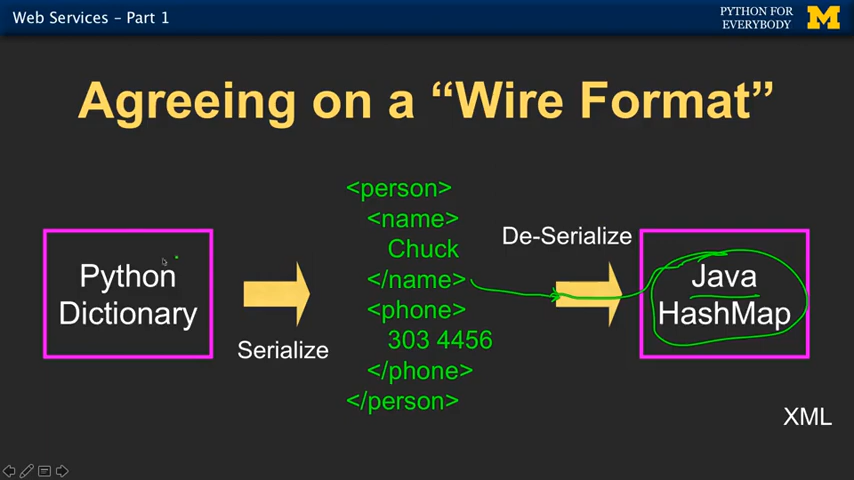 Web Services – Part 1
PYTHON FOR
EVERYBODY
Agreeing on a “Wire Format”
Python
Dictionary
Serialize
<person>
<name>
Chuck
</name>
<phone>
303 4456
</phone>
</person>
De-Serialize
Java
HashMap
XML